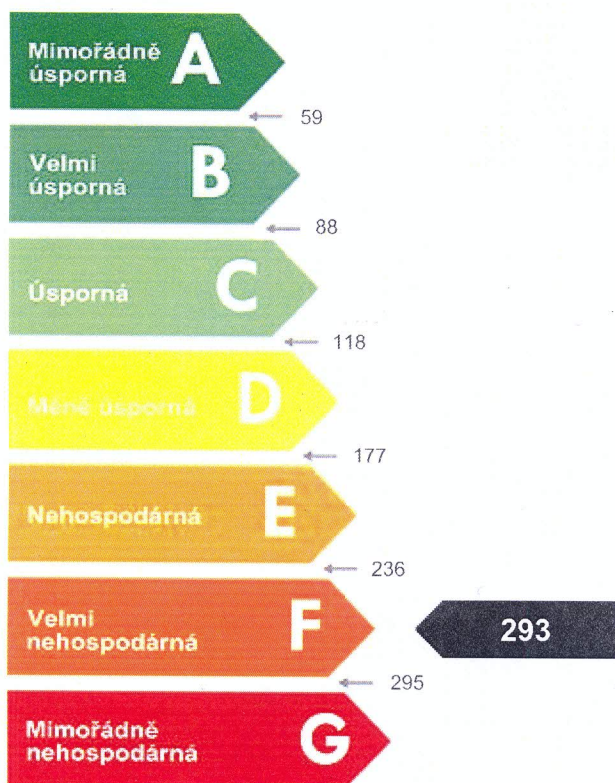 Mimořádně
úsporná
A
59
Velmi
úsporná
B
88
Úsporná
C
118
Méně úsporná
D
177
Nehospodárná
E
236
Velmi
nehospodárná
F
293
295
Mimořádně
nehospodárná
G